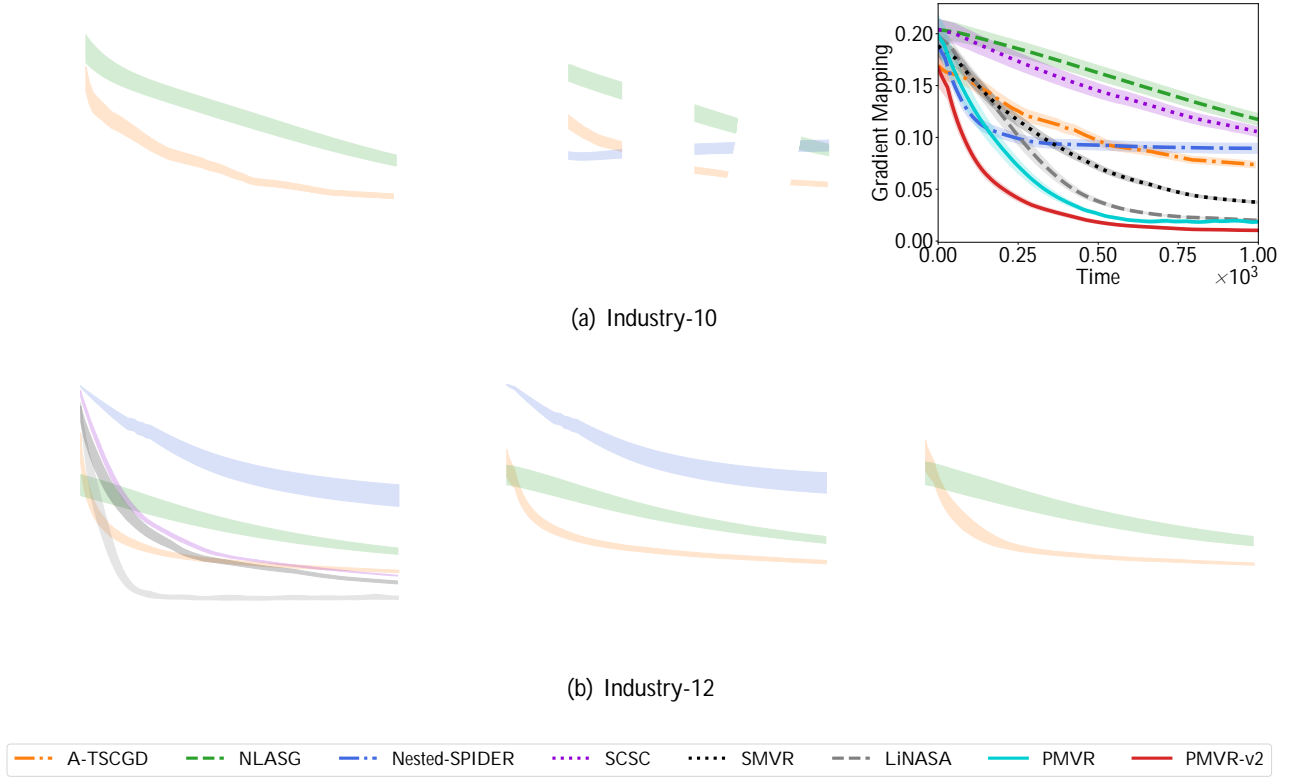 Gradient Mapping
0.20
0.15
0.10
0.05
0.00
0.00 0.25 0.50 0.75 1.00
Time ×10³
(a) Industry-10
(b) Industry-12
A-TSCGD NLASG Nested-SPIDER SCSC SMVR LiNASA PMVR PMVR-v2